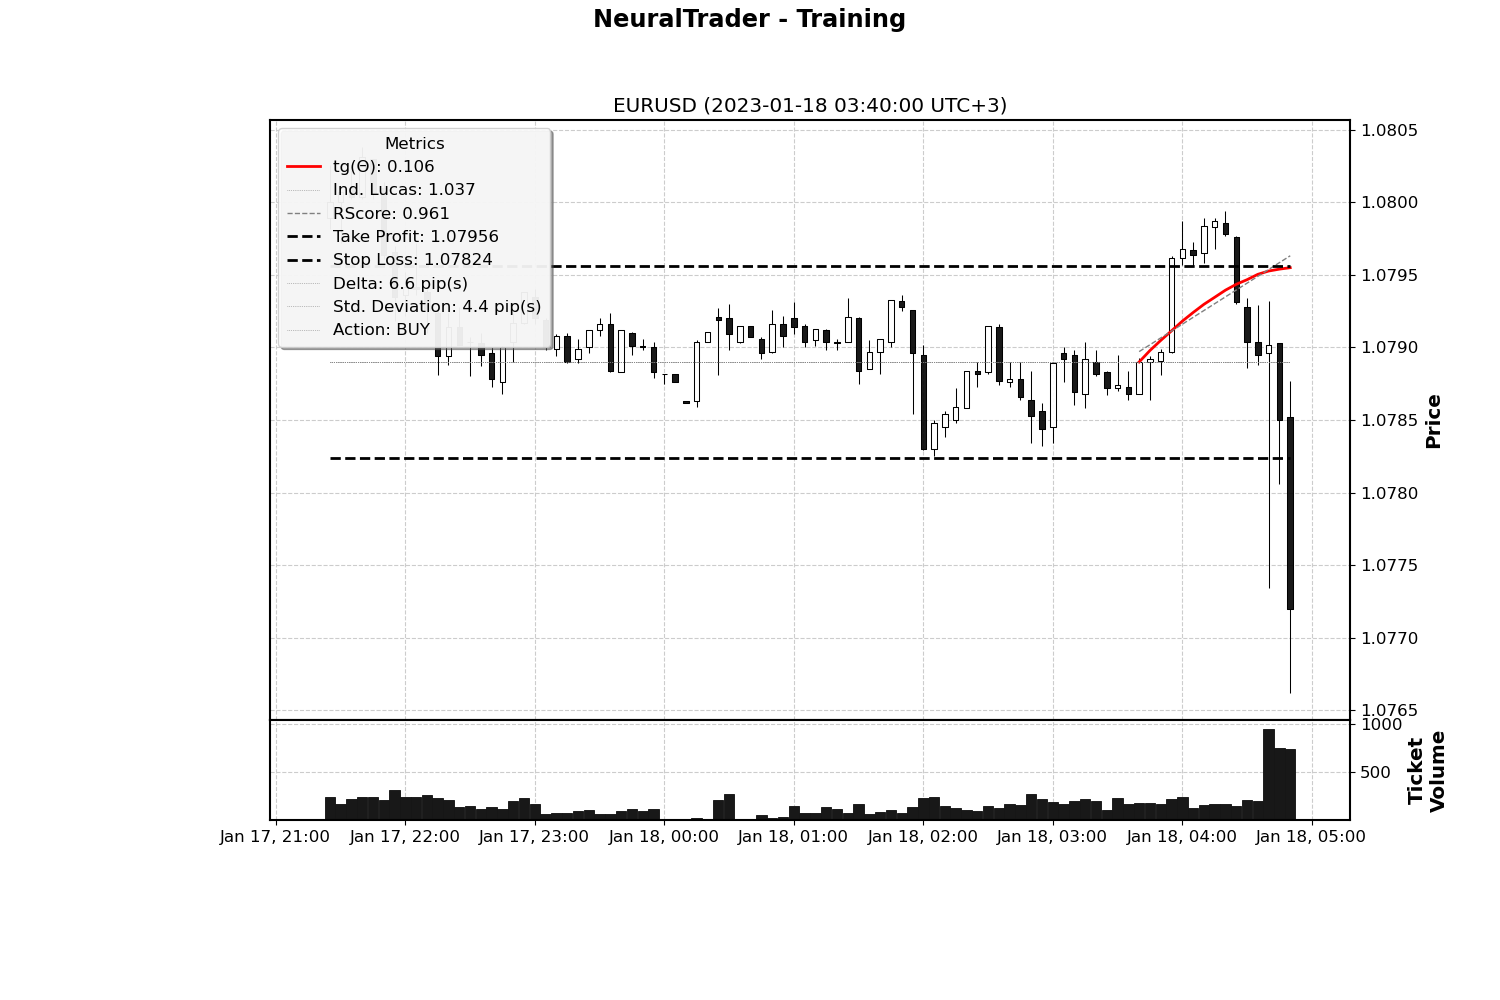 NeuralTrader - Training
EURUSD (2023-01-18 03:40:00 UTC+3)
Metrics
tg(Θ): 0.106
Ind. Lucas: 1.037
RScore: 0.961
Take Profit: 1.07956
Stop Loss: 1.07824
Delta: 6.6 pip(s)
Std. Deviation: 4.4 pip(s)
Action: BUY
1.0805
1.0800
1.0795
1.0790
1.0785
1.0780
1.0775
1.0770
1.0765
Price
1000
500
Ticket
Volume
Jan 17, 21:00
Jan 17, 22:00
Jan 17, 23:00
Jan 18, 00:00
Jan 18, 01:00
Jan 18, 02:00
Jan 18, 03:00
Jan 18, 04:00
Jan 18, 05:00